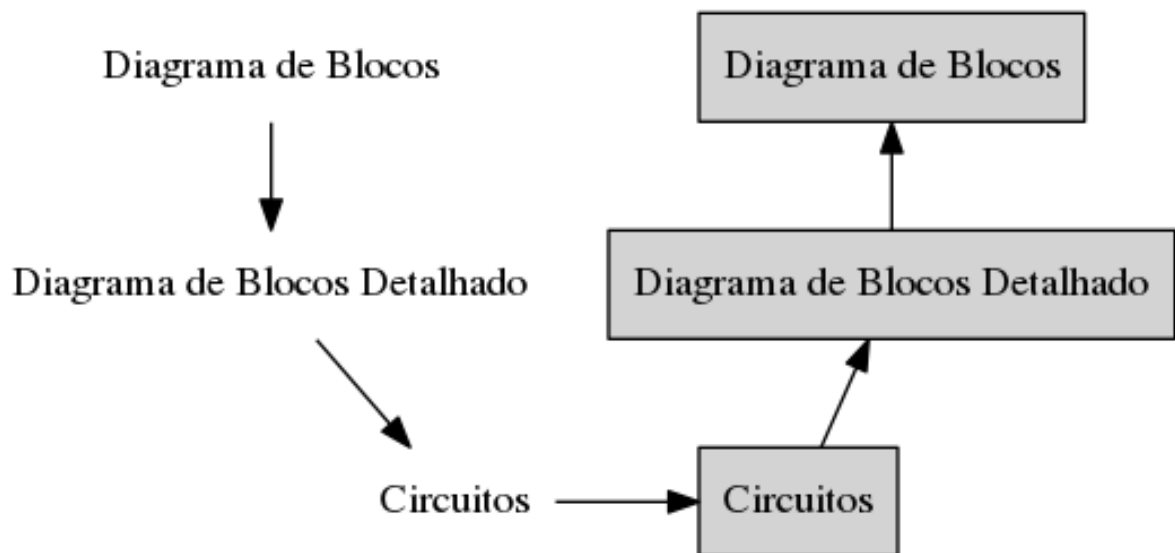 Diagrama de Blocos
Diagrama de Blocos
Diagrama de Blocos Detalhado
Diagrama de Blocos Detalhado
Circuitos
Circuitos